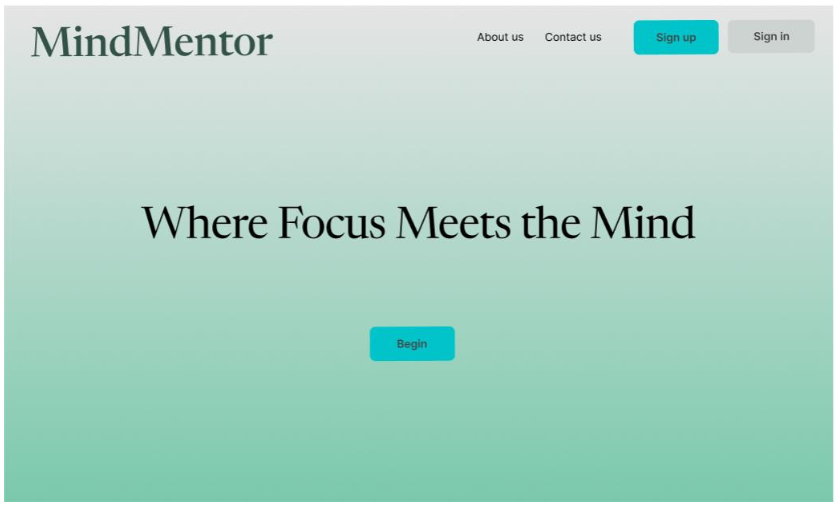 MindMentor
About us
Contact us
Sign up
Sign in
Where Focus Meets the Mind
Begin